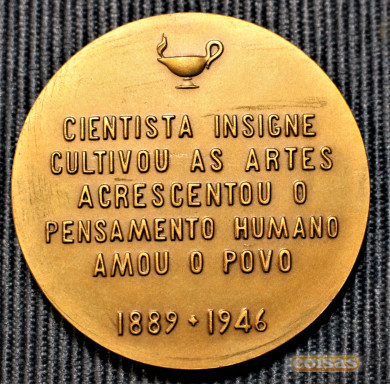 CIENTISTA INSIGNE
CULTIVOU AS ARTES
ACRESCENTOU O
PENSAMENTO HUMANO
AMOU O POVO
1889 + 1946
coisas